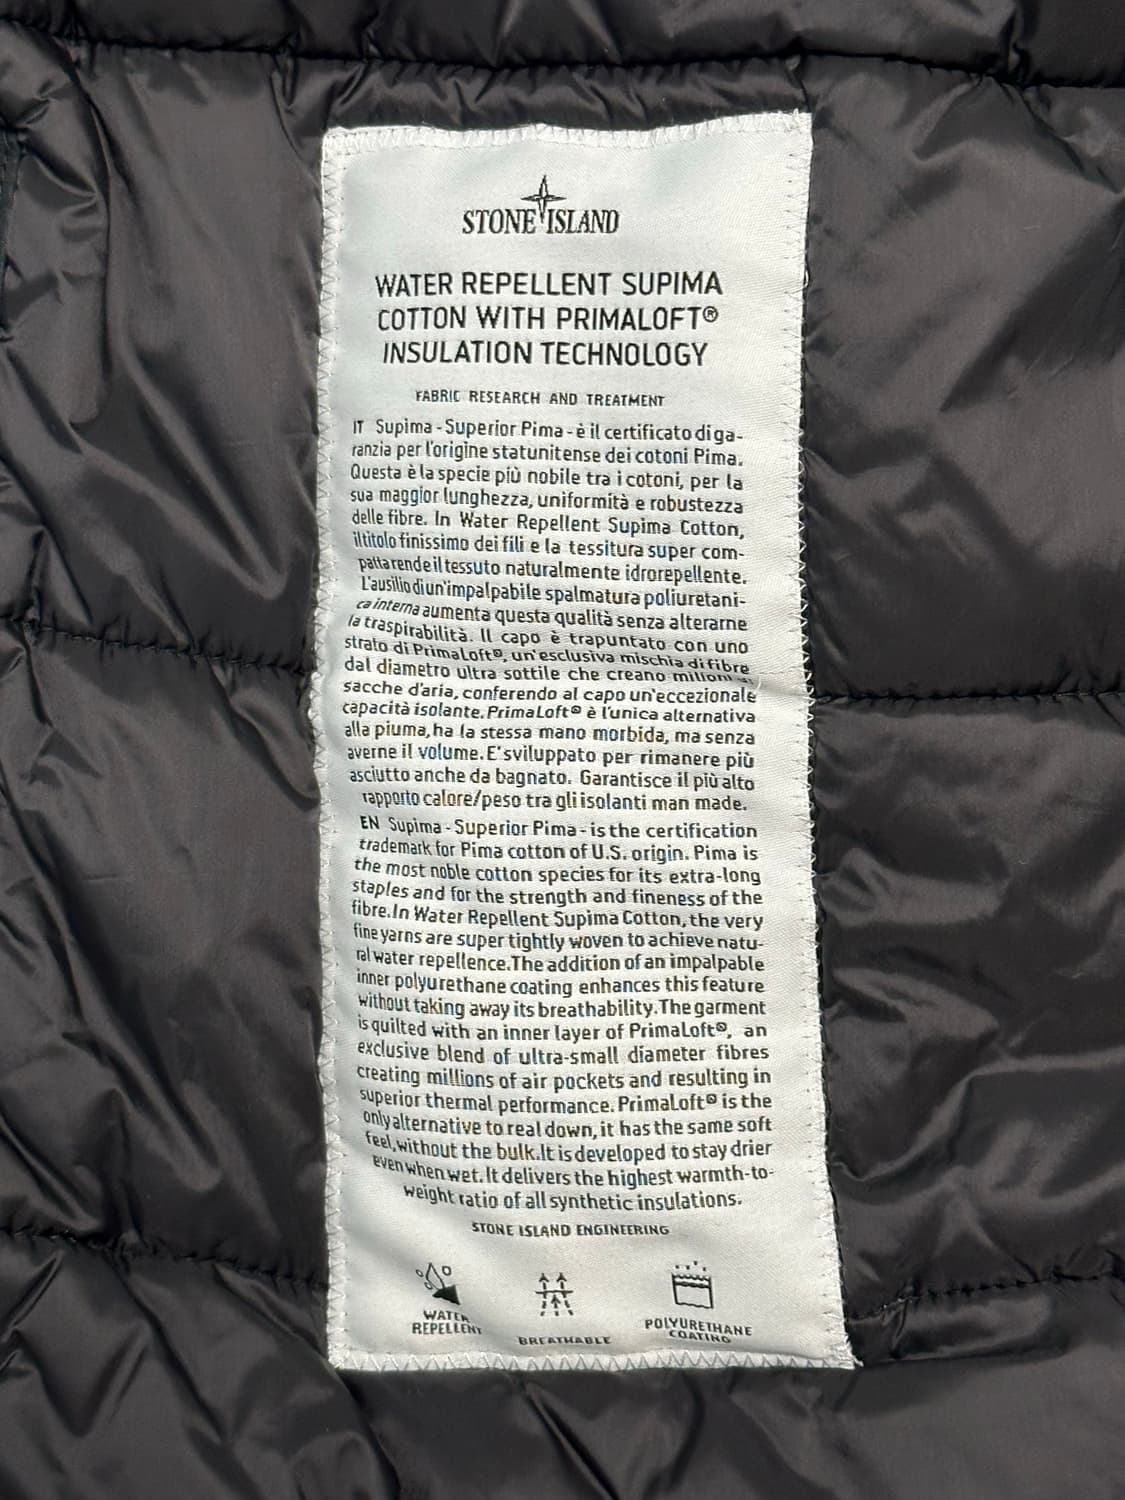 STONE ISLAND
WATER REPELLENT SUPIMA
COTTON WITH PRIMALOFT®
INSULATION TECHNOLOGY
FABRIC RESEARCH AND TREATMENT
IT Supima - Superior Pima - è il certificato di ga-
ranzia per l'origine statunitense dei cotoni Pima.
Questa è la specie più nobile tra i cotoni, per la
sua maggior lunghezza, uniformità e robustezza
delle fibre. In Water Repellent Supima Cotton,
il titolo finissimo dei fili e la tessitura super com-
patta rende il tessuto naturalmente idrorepellente.
L'ausilio di un'impalpabile spalmatura poliuretani-
ca interna aumenta questa qualità senza alterarne
la traspirabilità. Il capo è trapuntato con uno
strato di PrimaLoft®, un'esclusiva mischia di fibre
dal diametro ultra sottile che creano milioni di
sacche d'aria, conferendo al capo un'eccezionale
capacità isolante. PrimaLoft® è l'unica alternativa
alla piuma, ha la stessa mano morbida, ma senza
averne il volume. E' sviluppato per rimanere più
asciutto anche da bagnato. Garantisce il più alto
rapporto calore/peso tra gli isolanti man made.
EN Supima - Superior Pima - is the certification
trademark for Pima cotton of U.S. origin. Pima is
the most noble cotton species for its extra-long
staples and for the strength and fineness of the
fibre. In Water Repellent Supima Cotton, the very
fine yarns are super tightly woven to achieve natu-
ral water repellence. The addition of an impalpable
inner polyurethane coating enhances this feature
without taking away its breathability. The garment
is quilted with an inner layer of PrimaLoft®, an
exclusive blend of ultra-small diameter fibres
creating millions of air pockets and resulting in
superior thermal performance. PrimaLoft® is the
only alternative to real down, it has the same soft
feel, without the bulk. It is developed to stay drier
even when wet. It delivers the highest warmth-to-
weight ratio of all synthetic insulations.
STONE ISLAND ENGINEERING
WATER
REPELLENT
BREATHABLE
POLYURETHANE
COATING